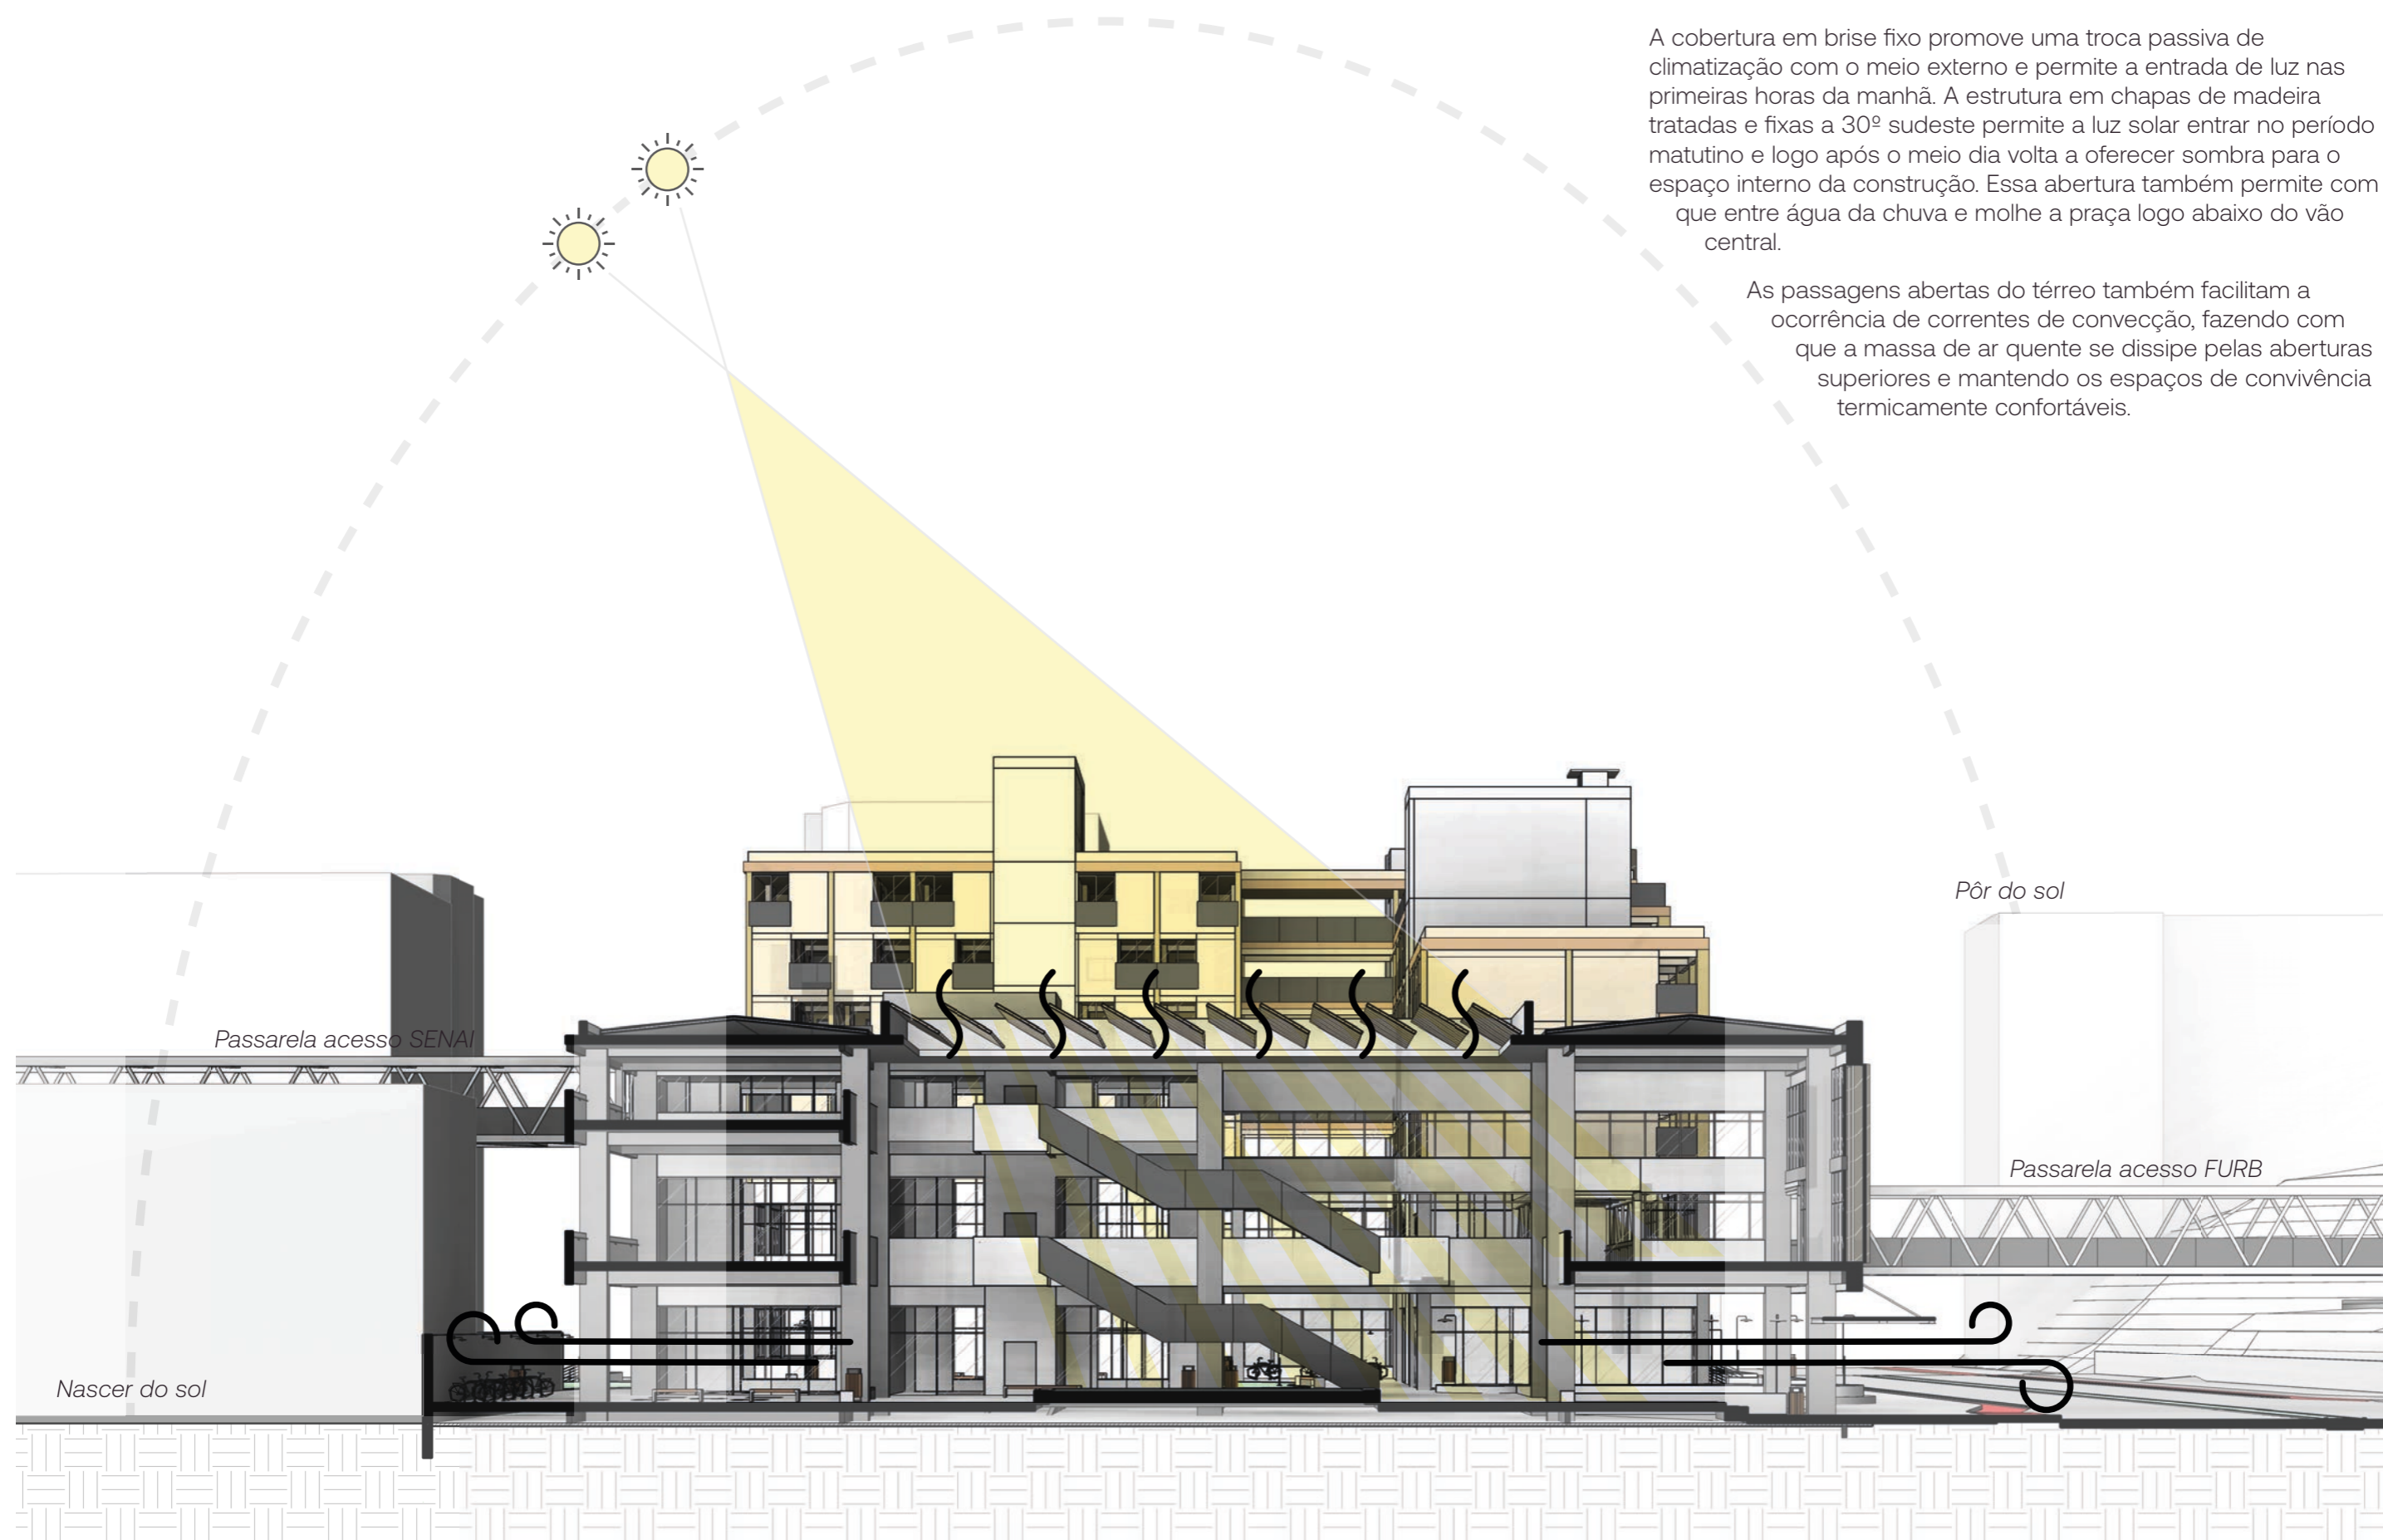 A cobertura em brise fixo promove uma troca passiva de
climatização com o meio externo e permite a entrada de luz nas
primeiras horas da manhã. A estrutura em chapas de madeira
tratadas e fixas a 30º sudeste permite a luz solar entrar no período
matutino e logo após o meio dia volta a oferecer sombra para o
espaço interno da construção. Essa abertura também permite com
que entre água da chuva e molhe a praça logo abaixo do vão
central.
As passagens abertas do térreo também facilitam a
ocorrência de correntes de convecção, fazendo com
que a massa de ar quente se dissipe pelas aberturas
superiores e mantendo os espaços de convivência
termicamente confortáveis.
Pôr do sol
Passarela acesso SENAI
Passarela acesso FURB
Nascer do sol